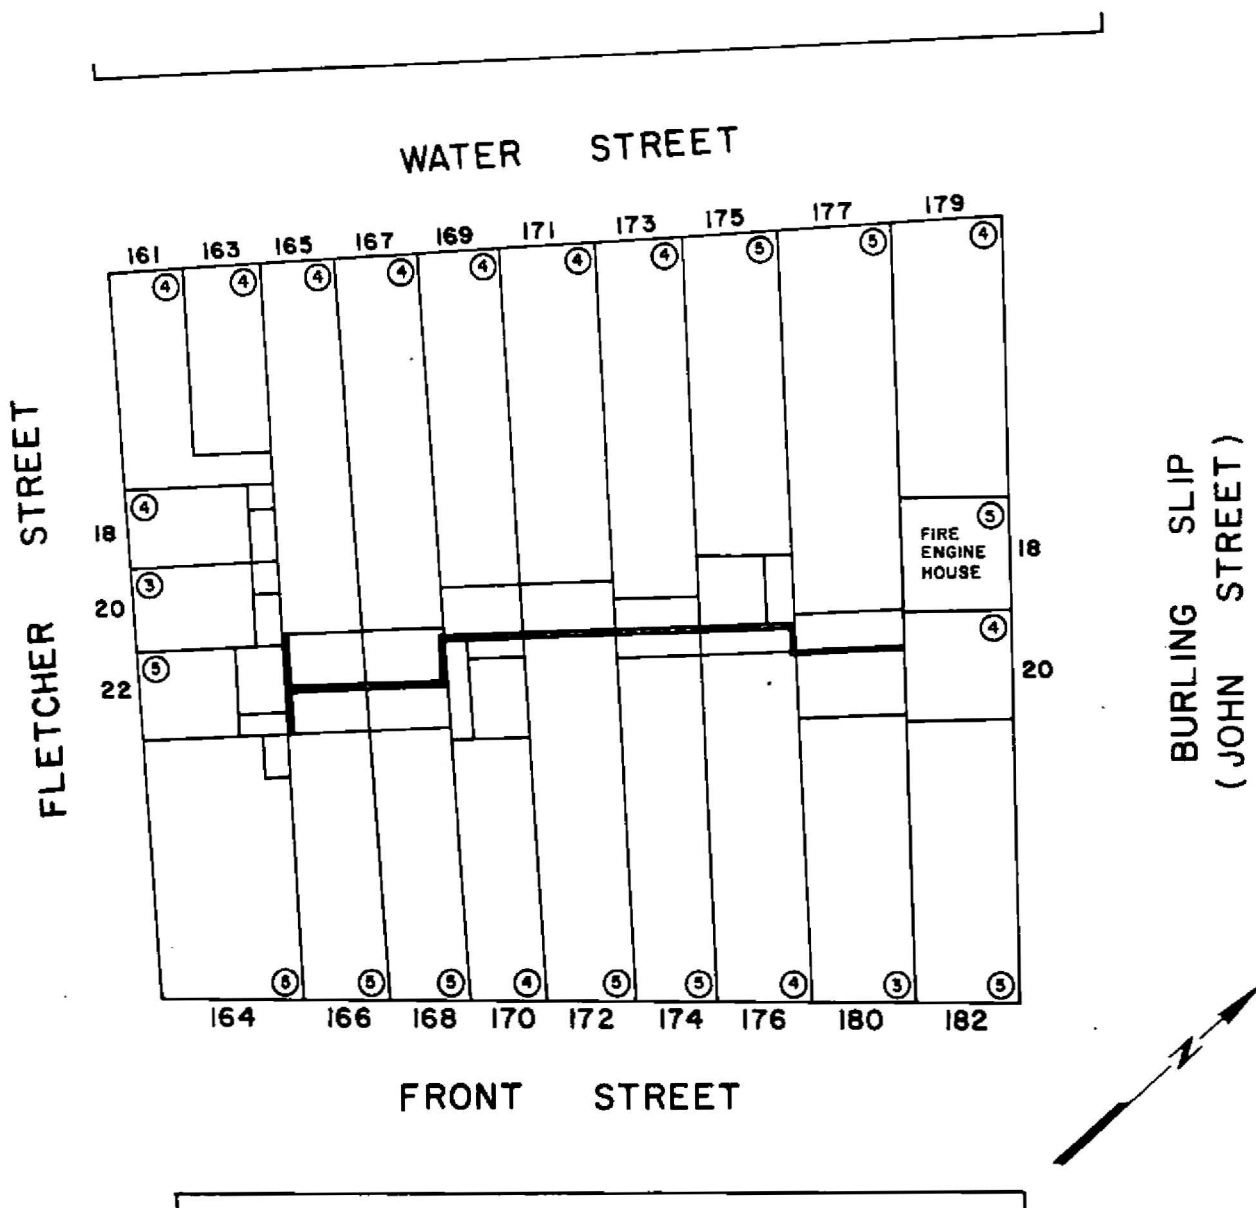 WATER STREET
161 163 165 167 169 171 173 175 177 179
4 4 4 4 4 4 4 5 5 4
FLETCHER STREET
4
18
3
20
5
22
5
FIRE
ENGINE
HOUSE
18
4
20
BURLING SLIP
(JOHN STREET)
5 5 5 4 5 5 4 3 5
164 166 168 170 172 174 176 180 182
FRONT STREET
N